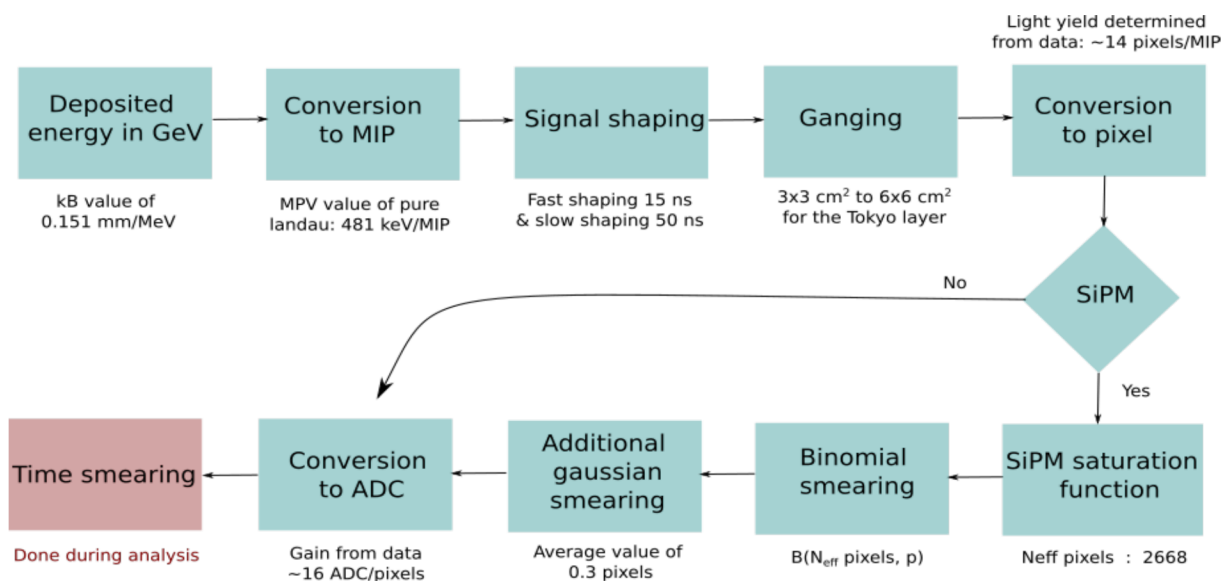 Light yield determined
from data: ~14 pixels/MIP
Deposited
energy in GeV
Conversion
to MIP
Signal shaping
Ganging
Conversion
to pixel
kB value of
0.151 mm/MeV
MPV value of pure
landau: 481 keV/MIP
Fast shaping 15 ns
& slow shaping 50 ns
3x3 cm² to 6x6 cm²
for the Tokyo layer
No
SiPM
Yes
Time smearing
Conversion
to ADC
Additional
gaussian
smearing
Binomial
smearing
SiPM saturation
function
Done during analysis
Gain from data
~16 ADC/pixels
Average value of
0.3 pixels
B(Neff pixels, p)
Neff pixels : 2668